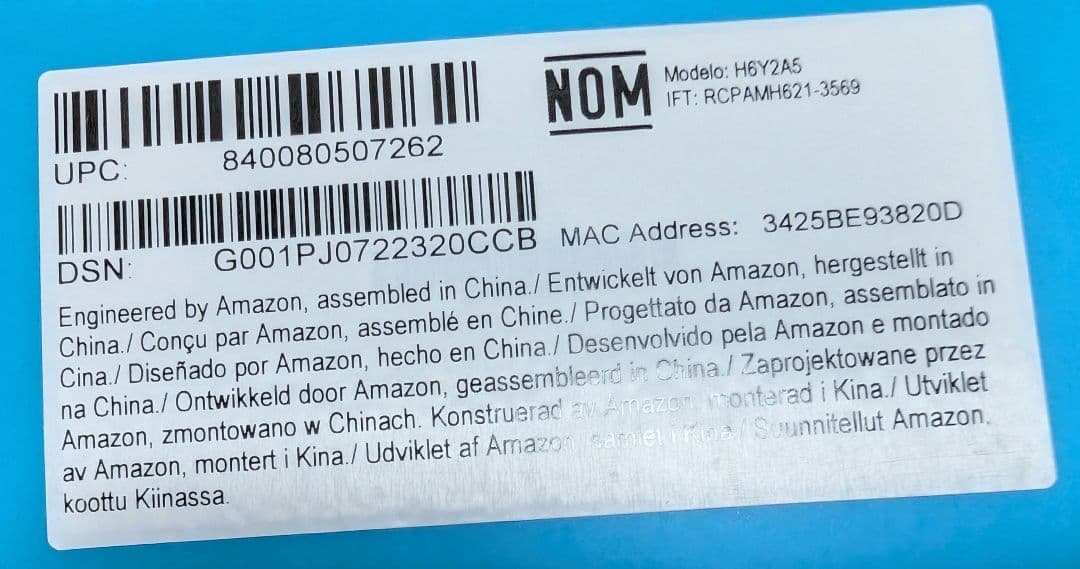 UPC: 840080507262
NOM
Modelo: H6Y2A5
IFT: RCPAMH621-3569
DSN: G001PJ0722320CCB MAC Address: 3425BE93820D
Engineered by Amazon, assembled in China./ Entwickelt von Amazon, hergestellt in
China./ Conçu par Amazon, assemblé en Chine./ Progettato da Amazon, assemblato in
Cina./ Diseñado por Amazon, hecho en China./ Desenvolvido pela Amazon e montado
na China./ Ontwikkeld door Amazon, geassembleerd in China./ Zaprojektowane przez
Amazon, zmontowano w Chinach. Konstruerad av Amazon, monterad i Kina./ Utviklet
av Amazon, montert i Kina./ Udviklet af Amazon, samlet i Kina./ Suunnitellut Amazon,
koottu Kiinassa.